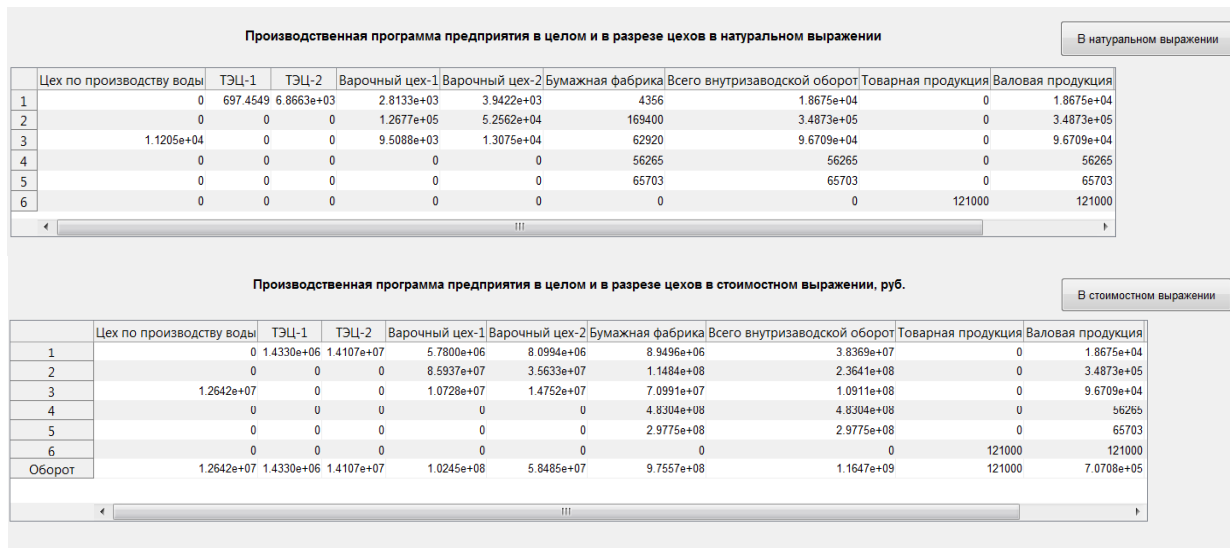 Производственная программа предприятия в целом и в разрезе цехов в натуральном выражении
В натуральном выражении
Цех по производству воды ТЭЦ-1 ТЭЦ-2 Варочный цех-1 Варочный цех-2 Бумажная фабрика Всего внутризаводской оборот Товарная продукция Валовая продукция
1 0 697.4549 6.8663e+03 2.8133e+03 3.9422e+03 4356 1.8675e+04 0 1.8675e+04
2 0 0 0 1.2677e+05 5.2562e+04 169400 3.4873e+05 0 3.4873e+05
3 1.1205e+04 0 0 9.5088e+03 1.3075e+04 62920 9.6709e+04 0 9.6709e+04
4 0 0 0 0 0 56265 56265 0 56265
5 0 0 0 0 0 65703 65703 0 65703
6 0 0 0 0 0 0 0 121000 121000
Производственная программа предприятия в целом и в разрезе цехов в стоимостном выражении, руб.
В стоимостном выражении
Цех по производству воды ТЭЦ-1 ТЭЦ-2 Варочный цех-1 Варочный цех-2 Бумажная фабрика Всего внутризаводской оборот Товарная продукция Валовая продукция
1 0 1.4330e+06 1.4107e+07 5.7800e+06 8.0994e+06 8.9496e+06 3.8369e+07 0 1.8675e+04
2 0 0 0 8.5937e+07 3.5633e+07 1.1484e+08 2.3641e+08 0 3.4873e+05
3 1.2642e+07 0 0 1.0728e+07 1.4752e+07 7.0991e+07 1.0911e+08 0 9.6709e+04
4 0 0 0 0 0 4.8304e+08 4.8304e+08 0 56265
5 0 0 0 0 0 2.9775e+08 2.9775e+08 0 65703
6 0 0 0 0 0 0 0 121000 121000
Оборот 1.2642e+07 1.4330e+06 1.4107e+07 1.0245e+08 5.8485e+07 9.7557e+08 1.1647e+09 121000 7.0708e+05